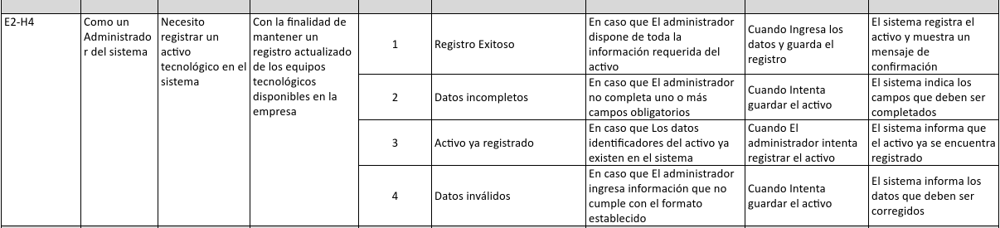 E2-H4
Como un
Administrado
r del sistema
Necesito
registrar un
activo
tecnológico en el
sistema
Con la finalidad de
mantener un
registro actualizado
de los equipos
tecnológicos
disponibles en la
empresa
1
Registro Exitoso
En caso que El administrador
dispone de toda la
información requerida del
activo
Cuando Ingresa los
datos y guarda el
registro
El sistema registra el
activo y muestra un
mensaje de
confirmación
2
Datos incompletos
En caso que El administrador
no completa uno o más
campos obligatorios
Cuando Intenta
guardar el activo
El sistema indica los
campos que deben ser
completados
3
Activo ya registrado
En caso que Los datos
identificadores del activo ya
existen en el sistema
Cuando El
administrador intenta
registrar el activo
El sistema informa que
el activo ya se encuentra
registrado
4
Datos inválidos
En caso que El administrador
ingresa información que no
cumple con el formato
establecido
Cuando Intenta
guardar el activo
El sistema informa los
datos que deben ser
corregidos